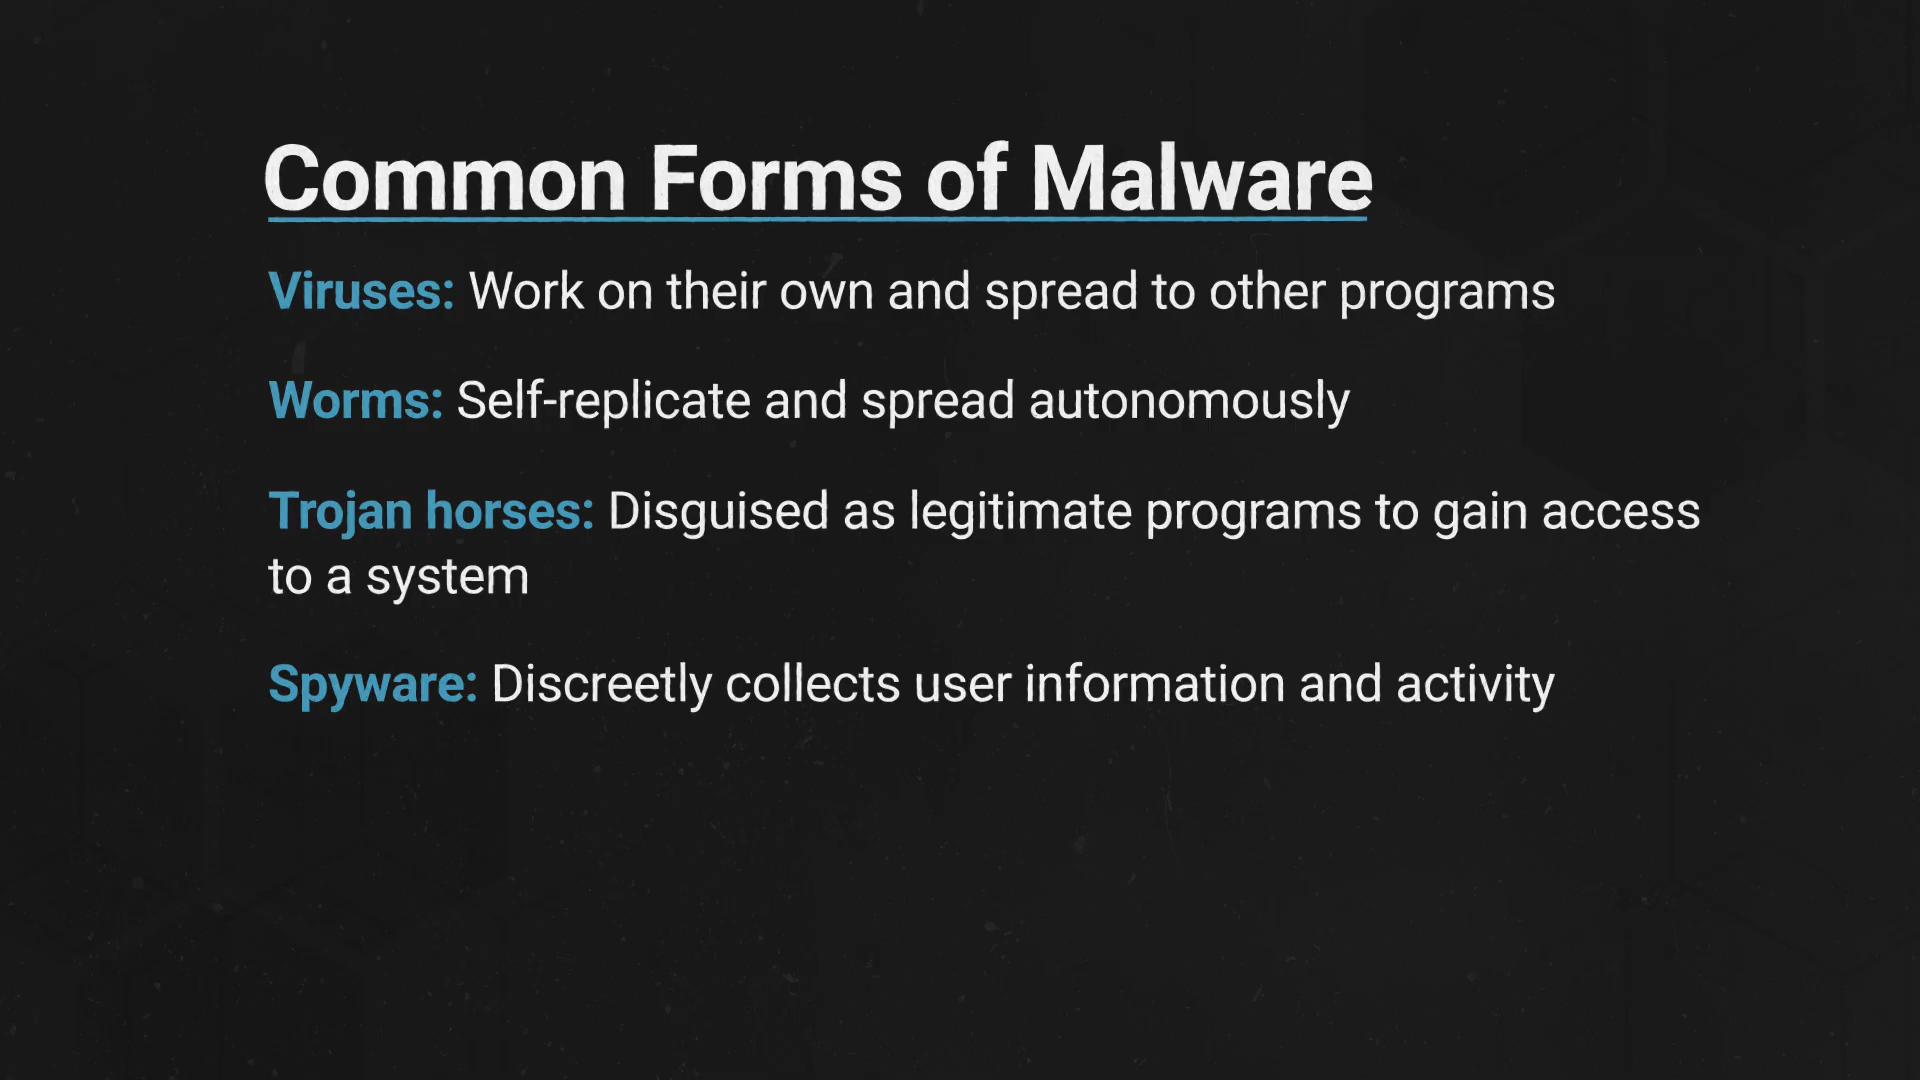 Common Forms of Malware
Viruses: Work on their own and spread to other programs
Worms: Self-replicate and spread autonomously
Trojan horses: Disguised as legitimate programs to gain access
to a system
Spyware: Discreetly collects user information and activity